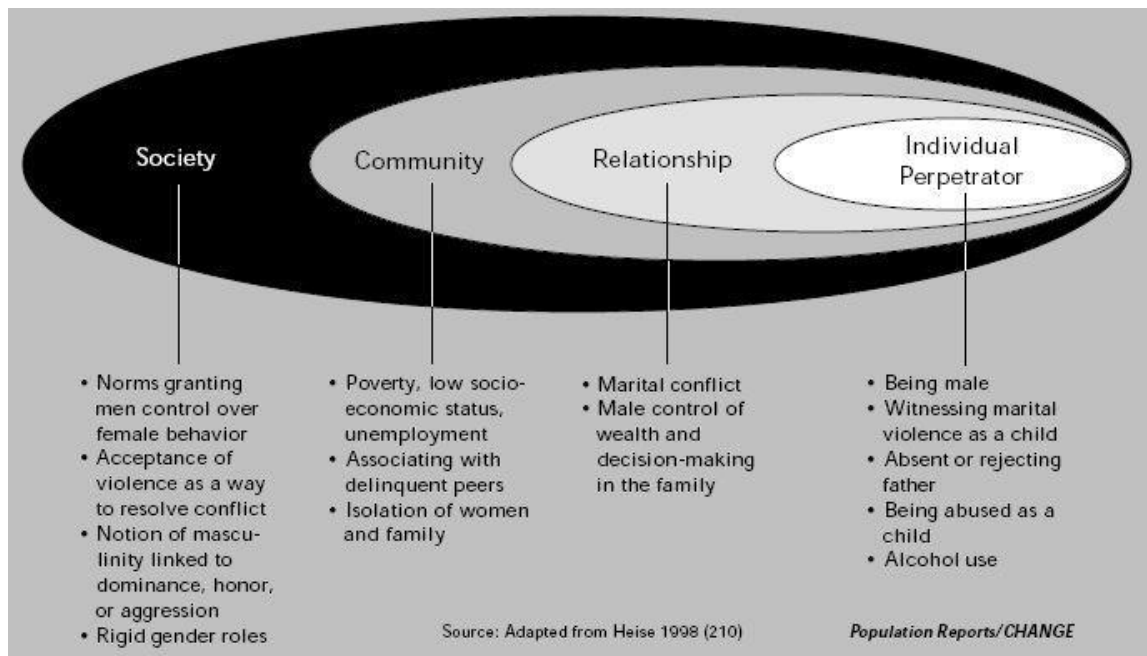 Society
Community
Relationship
Individual
Perpetrator
• Norms granting
men control over
female behavior
• Acceptance of
violence as a way
to resolve conflict
• Notion of mascu-
linity linked to
dominance, honor,
or aggression
• Rigid gender roles
• Poverty, low socio-
economic status,
unemployment
• Associating with
delinquent peers
• Isolation of women
and family
• Marital conflict
• Male control of
wealth and
decision-making
in the family
• Being male
• Witnessing marital
violence as a child
• Absent or rejecting
father
• Being abused as a
child
• Alcohol use
Source: Adapted from Heise 1998 (210)
Population Reports/CHANGE